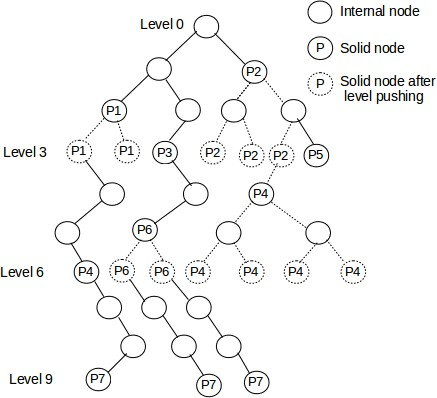 Level 0
Internal node
P
Solid node
P2
P
Solid node after
level pushing
P1
Level 3
P1
P1
P3
P2
P2
P2
P5
P4
P6
Level 6
P4
P6
P6
P4
P4
P4
P4
Level 9
P7
P7
P7